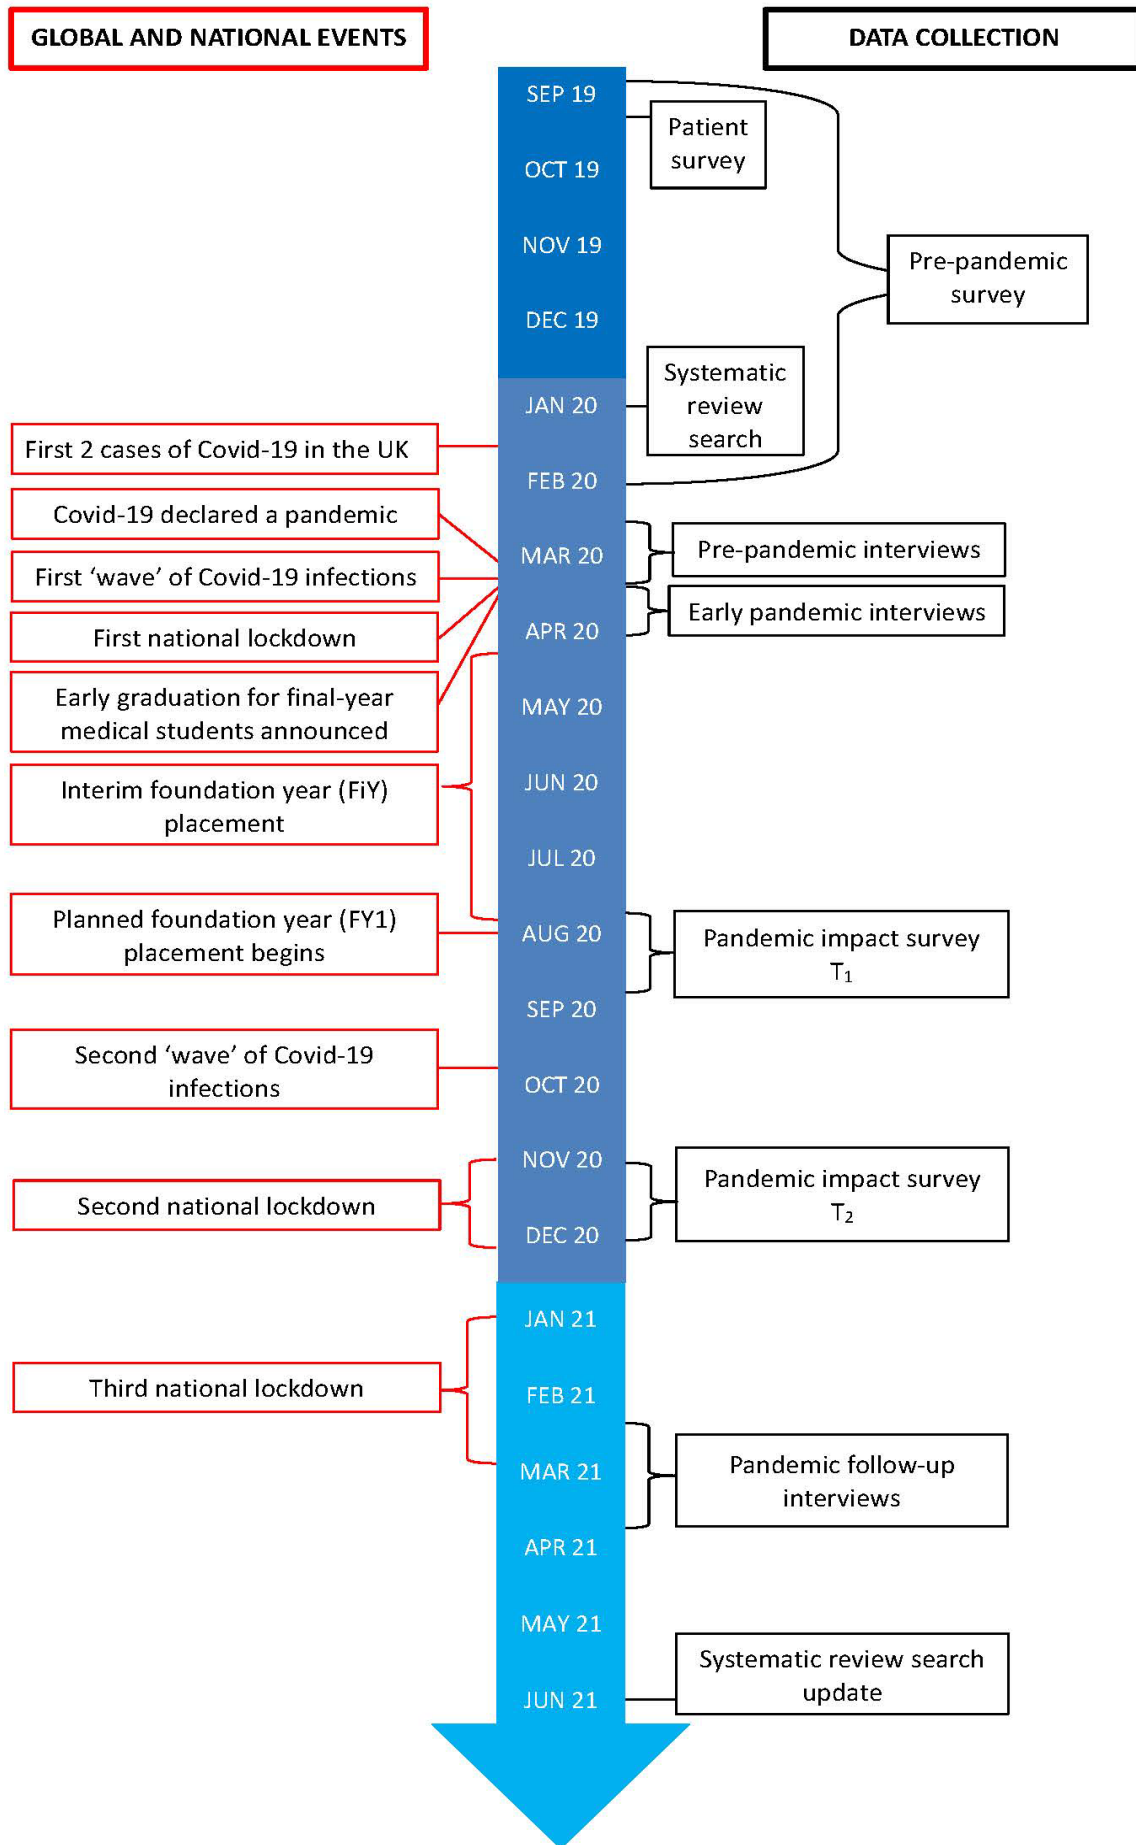 GLOBAL AND NATIONAL EVENTS
DATA COLLECTION
SEP 19
Patient
survey
OCT 19
NOV 19
Pre-pandemic
survey
DEC 19
Systematic
review
search
JAN 20
First 2 cases of Covid-19 in the UK
FEB 20
Covid-19 declared a pandemic
MAR 20
Pre-pandemic interviews
First ‘wave’ of Covid-19 infections
Early pandemic interviews
First national lockdown
APR 20
Early graduation for final-year
medical students announced
MAY 20
Interim foundation year (FiY)
placement
JUN 20
JUL 20
Planned foundation year (FY1)
placement begins
AUG 20
Pandemic impact survey
T₁
SEP 20
Second ‘wave’ of Covid-19
infections
OCT 20
NOV 20
Pandemic impact survey
T₂
Second national lockdown
DEC 20
JAN 21
Third national lockdown
FEB 21
MAR 21
Pandemic follow-up
interviews
APR 21
MAY 21
Systematic review search
update
JUN 21